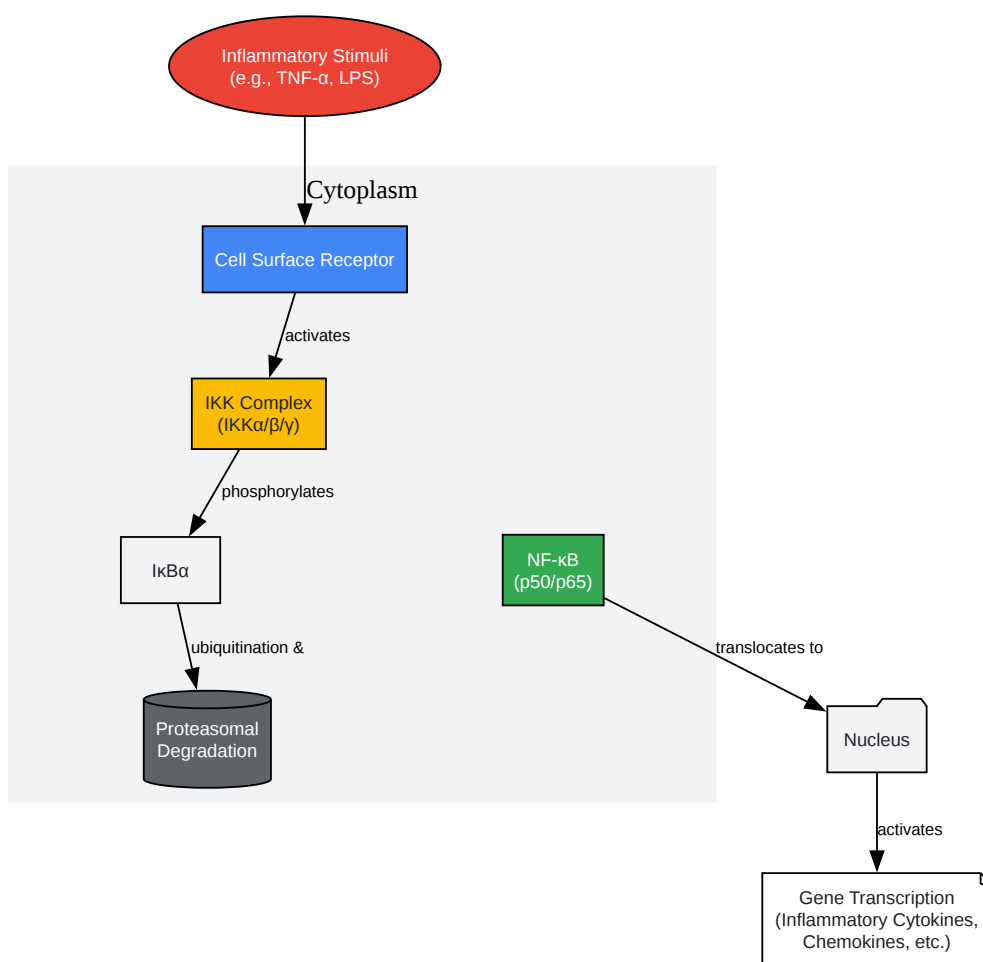 Inflammatory Stimuli
(e.g., TNF-α, LPS)
Cytoplasm
Cell Surface Receptor
activates
IKK Complex
(IKKα/β/γ)
phosphorylates
IκBα
NF-κB
(p50/p65)
ubiquitination &
translocates to
Proteasomal
Degradation
Nucleus
activates
Gene Transcription
(Inflammatory Cytokines,
Chemokines, etc.)